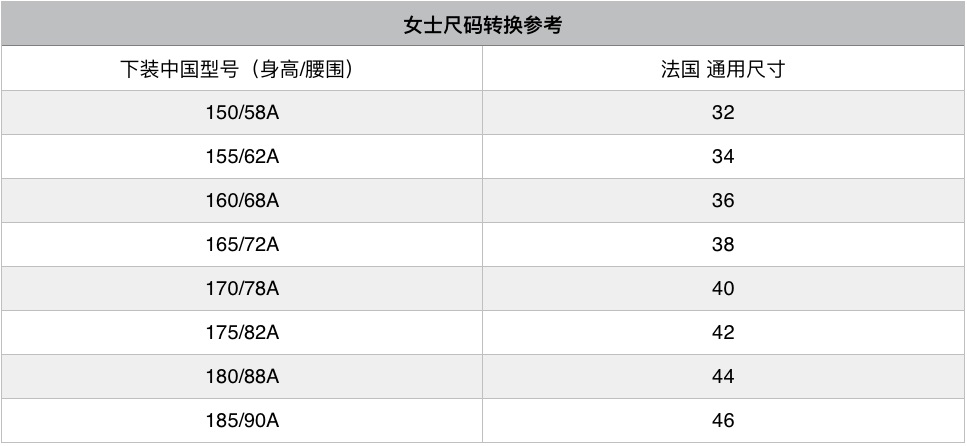 女士尺码转换参考
下装中国型号（身高/腰围） 法国 通用尺寸
150/58A 32
155/62A 34
160/68A 36
165/72A 38
170/78A 40
175/82A 42
180/88A 44
185/90A 46